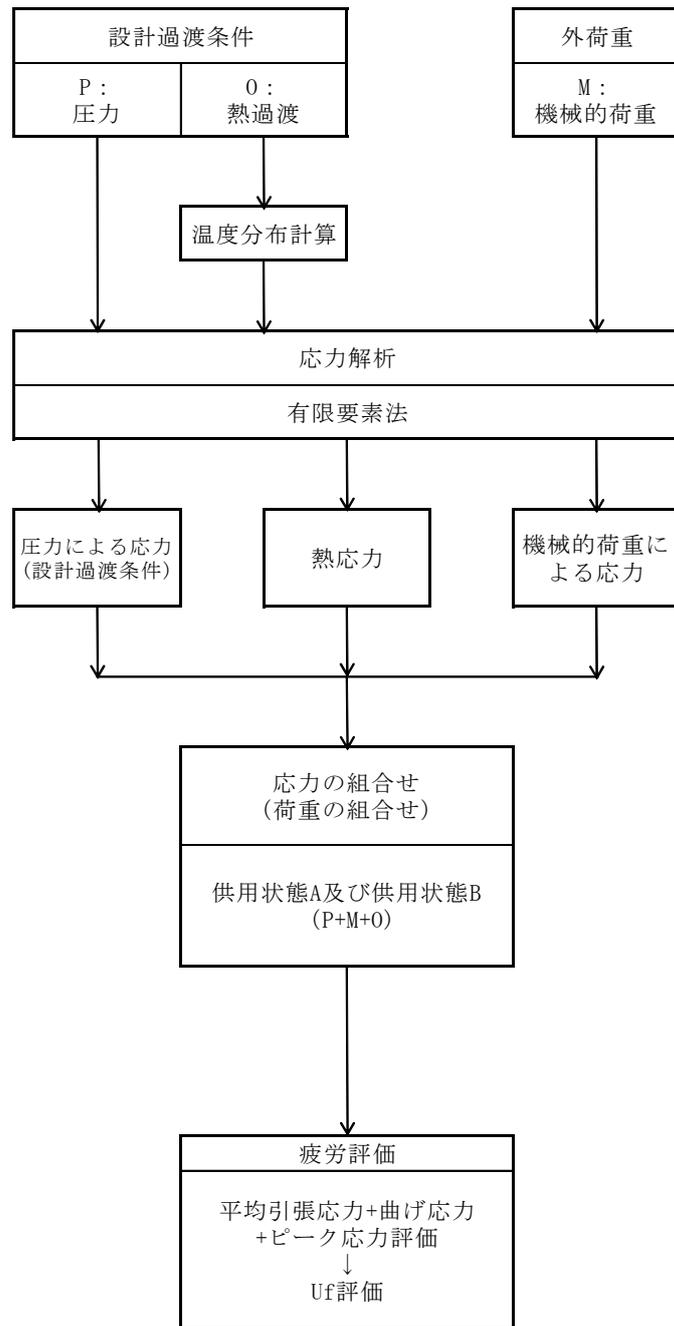 設計過渡条件
外荷重
P：
圧力
O：
熱過渡
M：
機械的荷重
温度分布計算
応力解析
有限要素法
圧力による応力
(設計過渡条件)
熱応力
機械的荷重に
よる応力
応力の組合せ
(荷重の組合せ)
供用状態A及び供用状態B
(P+M+O)
疲労評価
平均引張応力+曲げ応力
+ピーク応力評価
↓
Uf評価